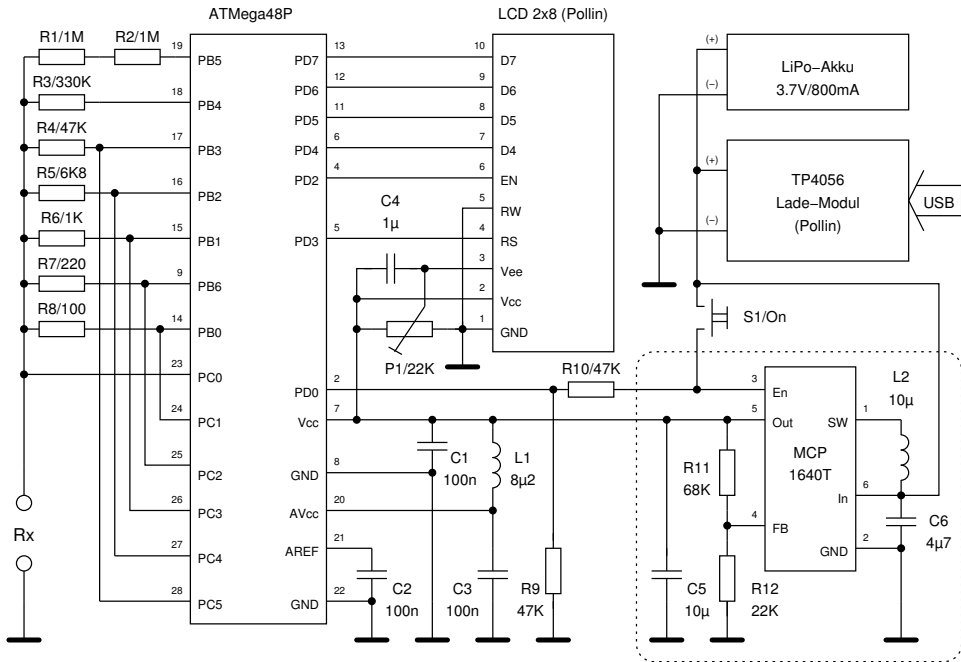 ATMega48P
LCD 2x8 (Pollin)
R1/1M
R2/1M
19
PB5
R3/330K
18
PB4
R4/47K
17
PB3
R5/6K8
16
PB2
R6/1K
15
PB1
R7/220
9
PB6
R8/100
14
PB0
23
PC0
24
PC1
25
PC2
26
PC3
27
PC4
28
PC5
Rx
13
PD7
12
PD6
11
PD5
6
PD4
4
PD2
5
PD3
2
PD0
7
Vcc
8
GND
20
AVcc
21
AREF
22
GND
10
D7
9
D6
8
D5
7
D4
6
EN
5
RW
4
RS
3
Vee
2
Vcc
1
GND
C4
1µ
P1/22K
R10/47K
C1
100n
L1
8µ2
C2
100n
C3
100n
R9
47K
(+)
(−)
LiPo−Akku
3.7V/800mA
(+)
(−)
TP4056
Lade−Modul
(Pollin)
USB
S1/On
3
En
5
Out
MCP
1640T
4
FB
1
SW
6
In
2
GND
L2
10µ
R11
68K
R12
22K
C5
10µ
C6
4µ7